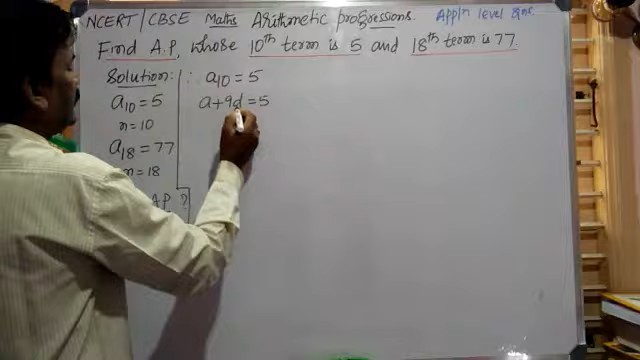 NCERT/CBSE Maths Arithmetic progressions. Appln level Qns.
Find A.P. whose 10th term is 5 and 18th term is 77.
Solution: ∴ a10 = 5
a10 = 5 a+9d = 5
n = 10
a18 = 77
n = 18
AP ?